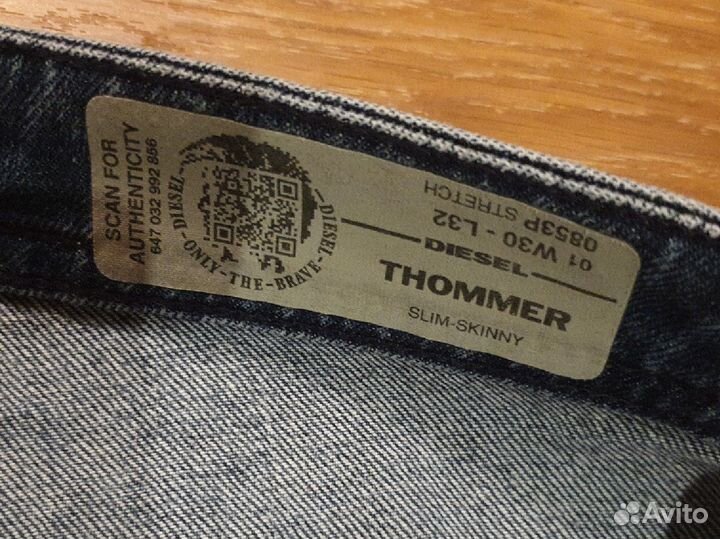 SCAN FOR
AUTHENTICITY
647 032 992 856
DIESEL
ONLY-THE-BRAVE
DIESEL
01 W30 - L32
0853P STRETCH
DIESEL
THOMMER
SLIM-SKINNY
Avito